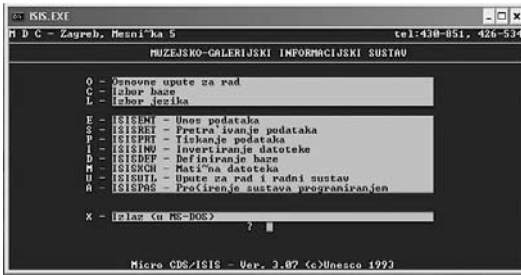 ISIS.EXE
M D C - Zagreb, Mesni~ka 5 tel:430-851, 426-534
MUZEJSKO-GALERIJSKI INFORMACIJSKI SUSTAV
O - Osnovne upute za rad
C - Izbor baze
L - Izbor jezika
E - ISISENT - Unos podataka
S - ISISRET - Pretra`ivanje podataka
P - ISISPRT - Tiskanje podataka
I - ISISINV - Invertiranje datoteke
D - ISISDEF - Definiranje baze
M - ISISXCH - Mati~na datoteka
U - ISISUTL - Upute za rad i radni sustav
A - ISISPAS - Pro(irenje sustava programiranjem
X - Izlaz (u MS-DOS)
?
Micro CDS/ISIS - Ver. 3.07 (c)Unesco 1993